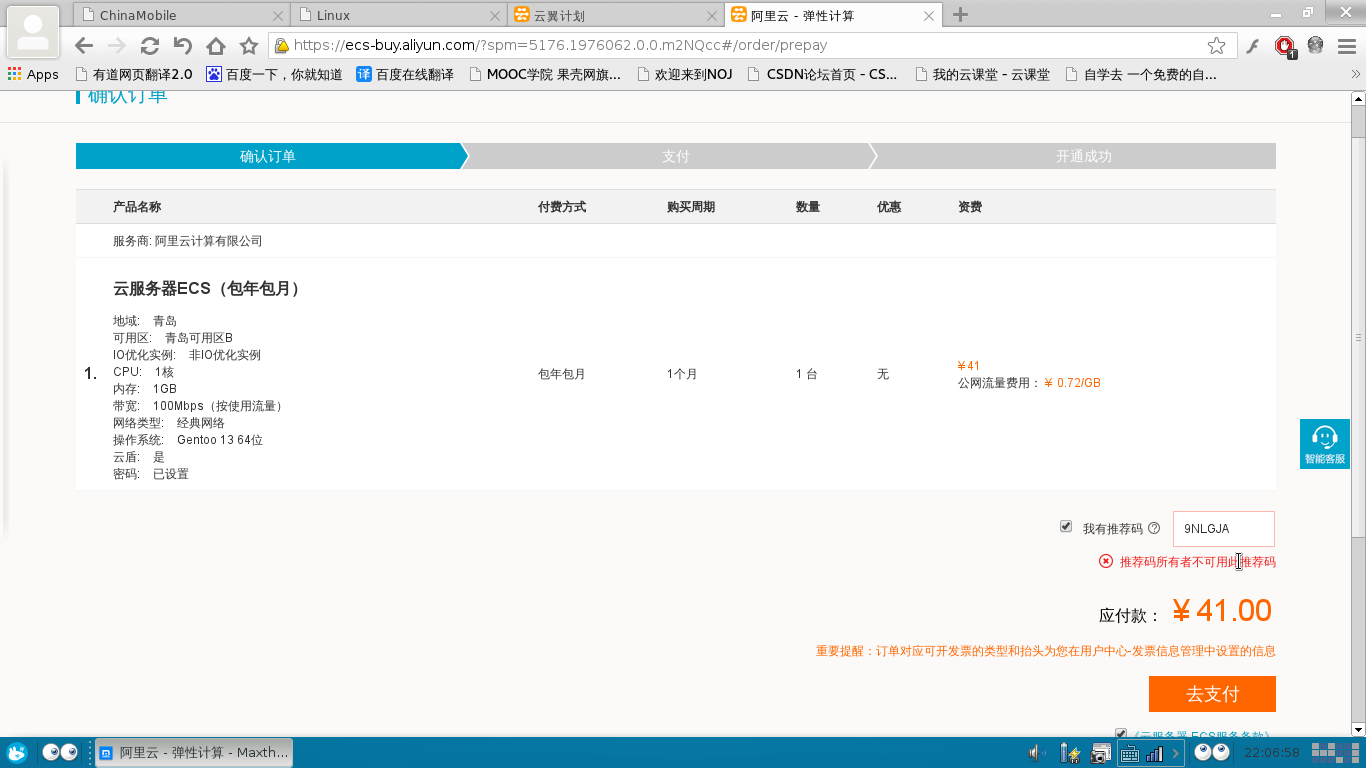 ChinaMobile
Linux
云翼计划
阿里云 - 弹性计算
https://ecs-buy.aliyun.com/?spm=5176.1976062.0.0.m2NQcc#/order/prepay
1
Apps
有道网页翻译2.0
百度一下，你就知道
译 百度在线翻译
MOOC学院 果壳网旗...
欢迎来到NOJ
CSDN论坛首页 - CS...
我的云课堂 - 云课堂
自学去 一个免费的自...
确认订单
确认订单
支付
开通成功
产品名称 付费方式 购买周期 数量 优惠 资费
服务商: 阿里云计算有限公司
云服务器ECS（包年包月）
地域: 青岛
可用区: 青岛可用区B
IO优化实例: 非IO优化实例
1. CPU: 1核
内存: 1GB
带宽: 100Mbps（按使用流量）
网络类型: 经典网络
操作系统: Gentoo 13 64位
云盾: 是
密码: 已设置
包年包月 1个月 1 台 无
¥41
公网流量费用：¥ 0.72/GB
智能客服
我有推荐码 ? 9NLGJA
推荐码所有者不可用此推荐码
应付款： ¥ 41.00
重要提醒：订单对应可开发票的类型和抬头为您在用户中心-发票信息管理中设置的信息
去支付
《云服务器 ECS服务条款》
阿里云 - 弹性计算 - Maxth...
22:06:58